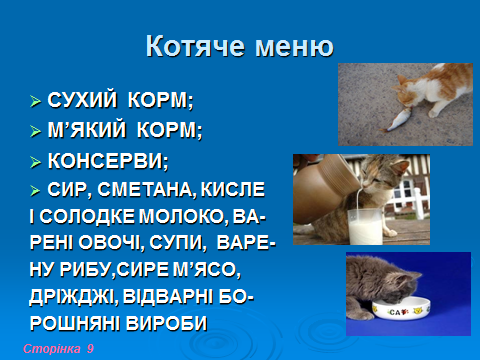 Котяче меню
СУХИЙ КОРМ;
М’ЯКИЙ КОРМ;
КОНСЕРВИ;
СИР, СМЕТАНА, КИСЛЕ
І СОЛОДКЕ МОЛОКО, ВА-
РЕНІ ОВОЧІ, СУПИ, ВАРЕ-
НУ РИБУ,СИРЕ М’ЯСО,
ДРІЖДЖІ, ВІДВАРНІ БО-
РОШНЯНІ ВИРОБИ
Сторінка 9